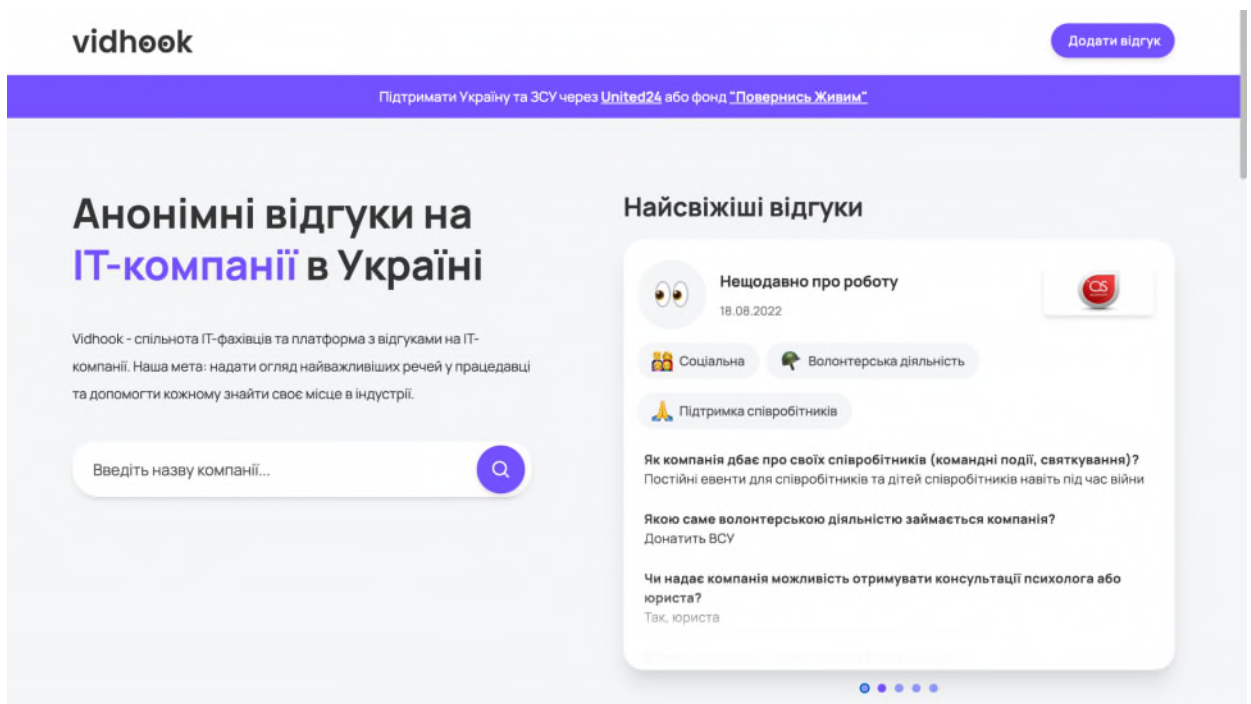 vidhook
Додати відгук
Підтримати Україну та ЗСУ через United24 або фонд "Повернись Живим"
Анонімні відгуки на
ІТ-компанії в Україні
Vidhook - спільнота ІТ-фахівців та платформа з відгуками на ІТ-
компанії. Наша мета: надати огляд найважливіших речей у працедавці
та допомогти кожному знайти своє місце в індустрії.
Введіть назву компанії...
Найсвіжіші відгуки
Нещодавно про роботу
18.08.2022
Соціальна
Волонтерська діяльність
Підтримка співробітників
Як компанія дбає про своїх співробітників (командні події, святкування)?
Постійні евенти для співробітників та дітей співробітників навіть під час війни
Якою саме волонтерською діяльністю займається компанія?
Донатить ВСУ
Чи надає компанія можливість отримувати консультації психолога або
юриста?
Так, юриста